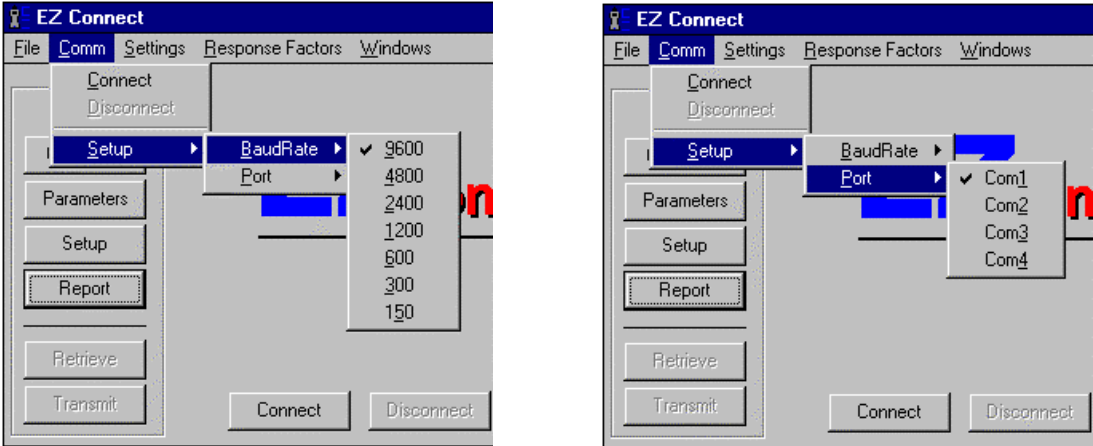 EZ Connect
File Comm Settings Response Factors Windows
Connect
Disconnect
Setup BaudRate 9600
Port 4800
2400
1200
600
300
150
Parameters
Setup
Report
Retrieve
Transmit
Connect Disconnect
EZ Connect
File Comm Settings Response Factors Windows
Connect
Disconnect
Setup BaudRate
Port Com1
Com2
Com3
Com4
Parameters
Setup
Report
Retrieve
Transmit
Connect Disconnect